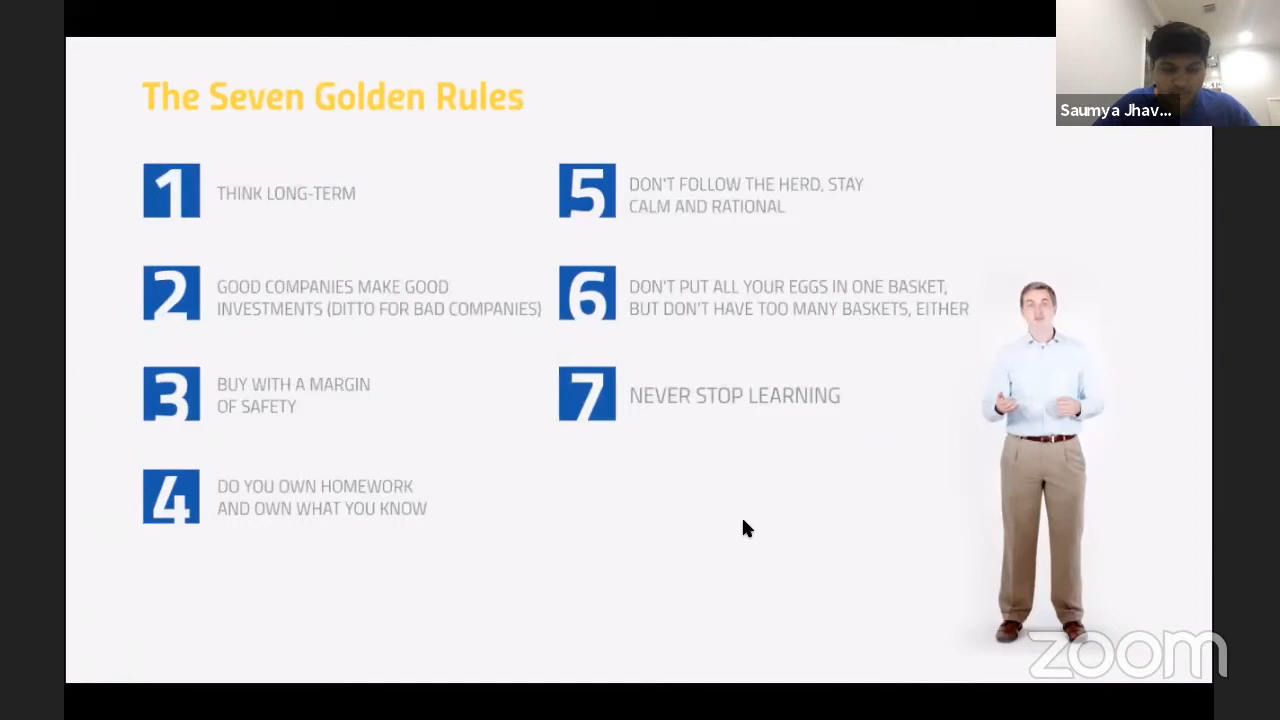 The Seven Golden Rules
1
THINK LONG-TERM
2
GOOD COMPANIES MAKE GOOD
INVESTMENTS (DITTO FOR BAD COMPANIES)
3
BUY WITH A MARGIN
OF SAFETY
4
DO YOU OWN HOMEWORK
AND OWN WHAT YOU KNOW
5
DON'T FOLLOW THE HERD, STAY
CALM AND RATIONAL
6
DON'T PUT ALL YOUR EGGS IN ONE BASKET,
BUT DON'T HAVE TOO MANY BASKETS, EITHER
7
NEVER STOP LEARNING
Saumya Jhav...
zoom